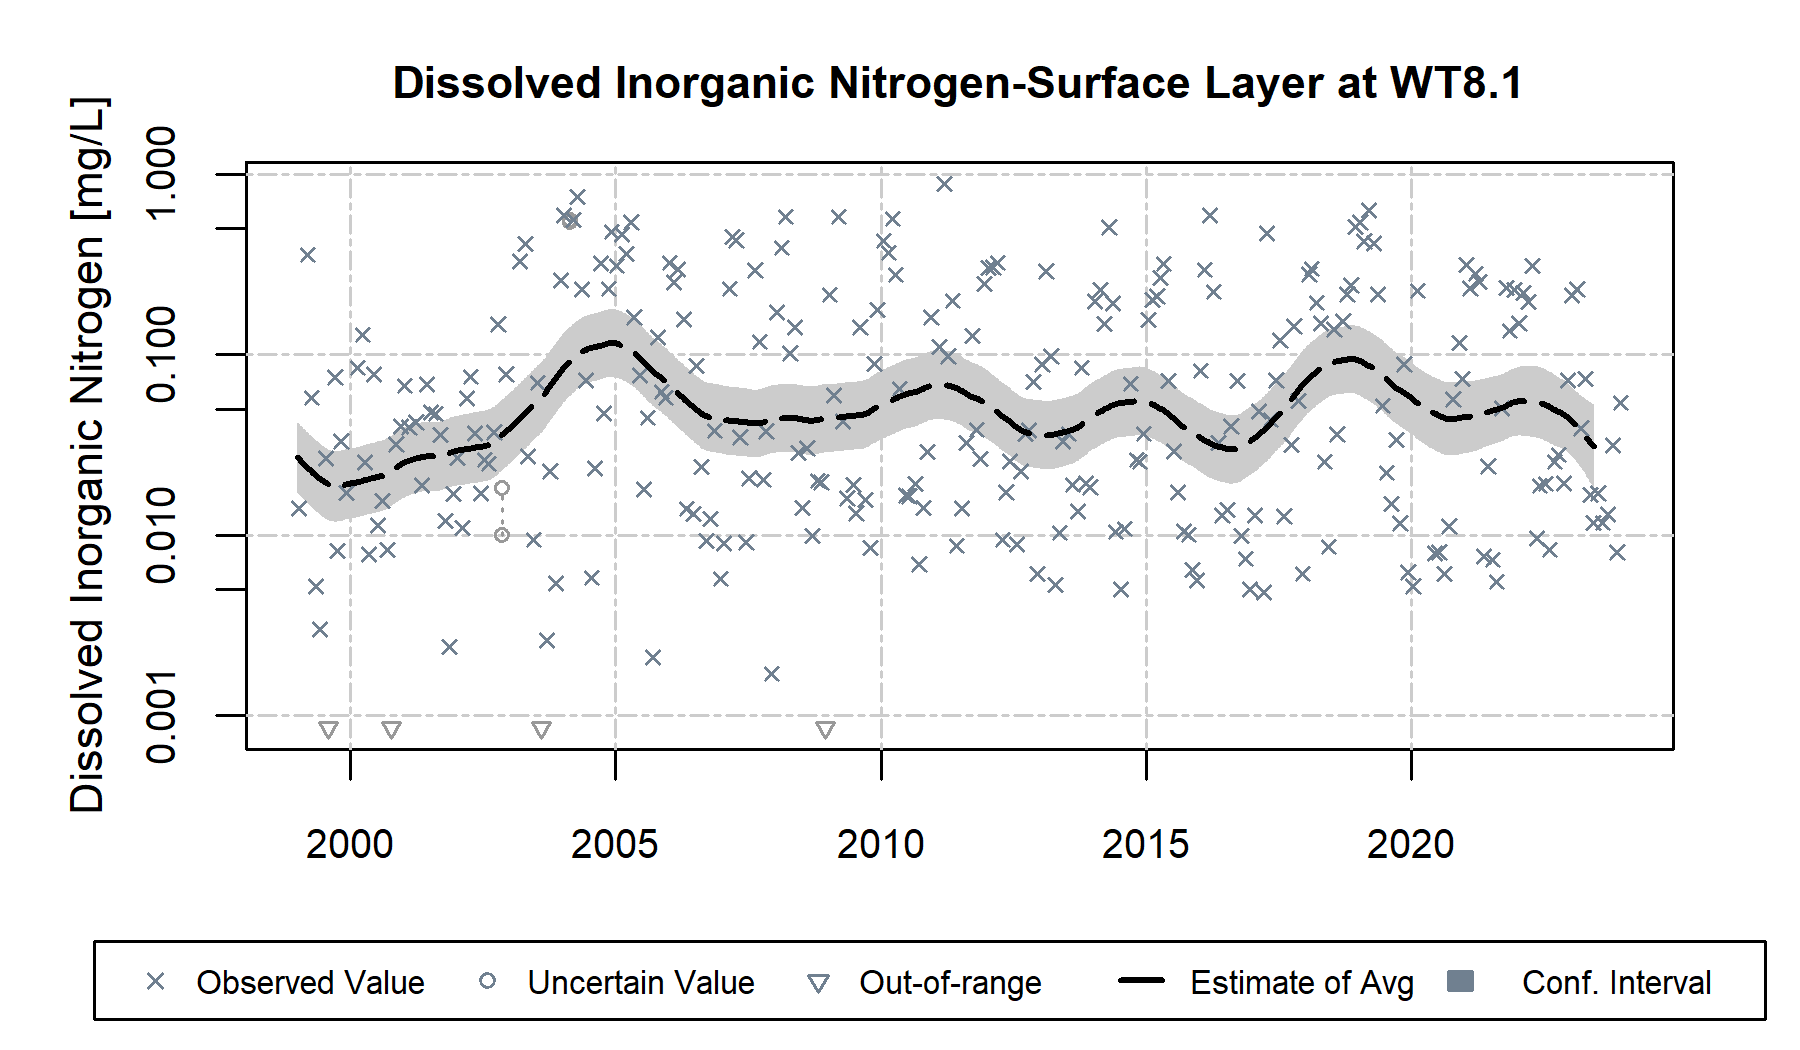 Dissolved Inorganic Nitrogen-Surface Layer at WT8.1
Dissolved Inorganic Nitrogen [mg/L]
1.000
0.100
0.010
0.001
2000 2005 2010 2015 2020
Observed Value Uncertain Value Out-of-range Estimate of Avg Conf. Interval